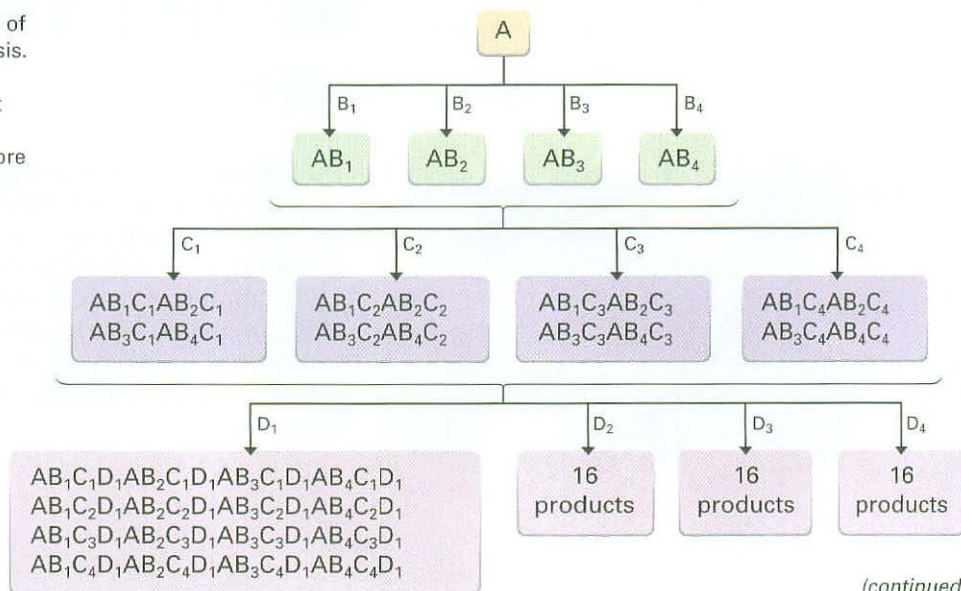 of
sis.
t
ore
A
B₁ B₂ B₃ B₄
AB₁ AB₂ AB₃ AB₄
C₁ C₂ C₃ C₄
AB₁C₁AB₂C₁
AB₃C₁AB₄C₁
AB₁C₂AB₂C₂
AB₃C₂AB₄C₂
AB₁C₃AB₂C₃
AB₃C₃AB₄C₃
AB₁C₄AB₂C₄
AB₃C₄AB₄C₄
D₁ D₂ D₃ D₄
AB₁C₁D₁AB₂C₁D₁AB₃C₁D₁AB₄C₁D₁
AB₁C₂D₁AB₂C₂D₁AB₃C₂D₁AB₄C₂D₁
AB₁C₃D₁AB₂C₃D₁AB₃C₃D₁AB₄C₃D₁
AB₁C₄D₁AB₂C₄D₁AB₃C₄D₁AB₄C₄D₁
16
products
16
products
16
products
(continued